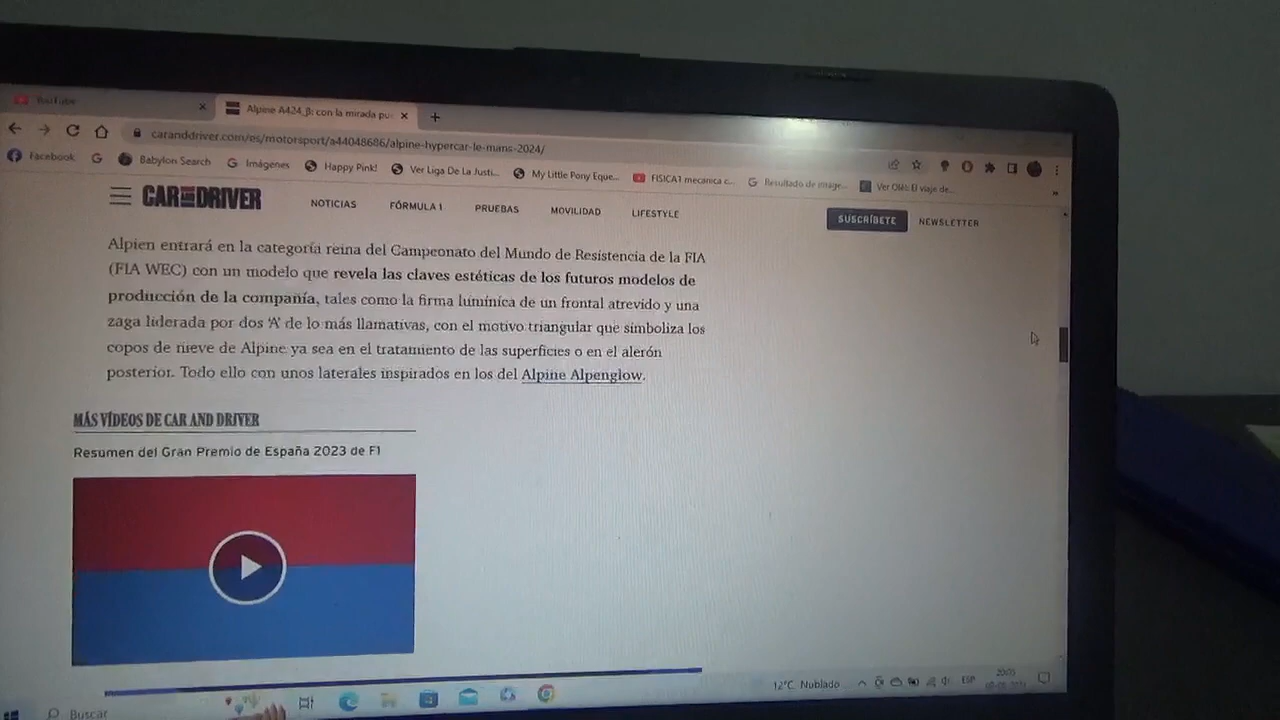 YouTube
Alpine A424_β: con la mirada pu
caranddriver.com/es/motorsport/a44048686/alpine-hypercar-le-mans-2024/
Facebook
Babylon Search
Imágenes
Happy Pink!
Ver Liga De La Justi...
My Little Pony Eque...
FISICA1 mecanica c...
Resultado de image...
Ver Olé: El viaje de...
CAR AND DRIVER
NOTICIAS
FÓRMULA 1
PRUEBAS
MOVILIDAD
LIFESTYLE
SUSCRÍBETE
NEWSLETTER
Alpien entrará en la categoría reina del Campeonato del Mundo de Resistencia de la FIA
(FIA WEC) con un modelo que revela las claves estéticas de los futuros modelos de
producción de la compañía, tales como la firma lumínica de un frontal atrevido y una
zaga liderada por dos 'A' de lo más llamativas, con el motivo triangular que simboliza los
copos de nieve de Alpine ya sea en el tratamiento de las superficies o en el alerón
posterior. Todo ello con unos laterales inspirados en los del Alpine Alpenglow.
MÁS VÍDEOS DE CAR AND DRIVER
Resumen del Gran Premio de España 2023 de F1
Buscar
12°C Nublado
ESP